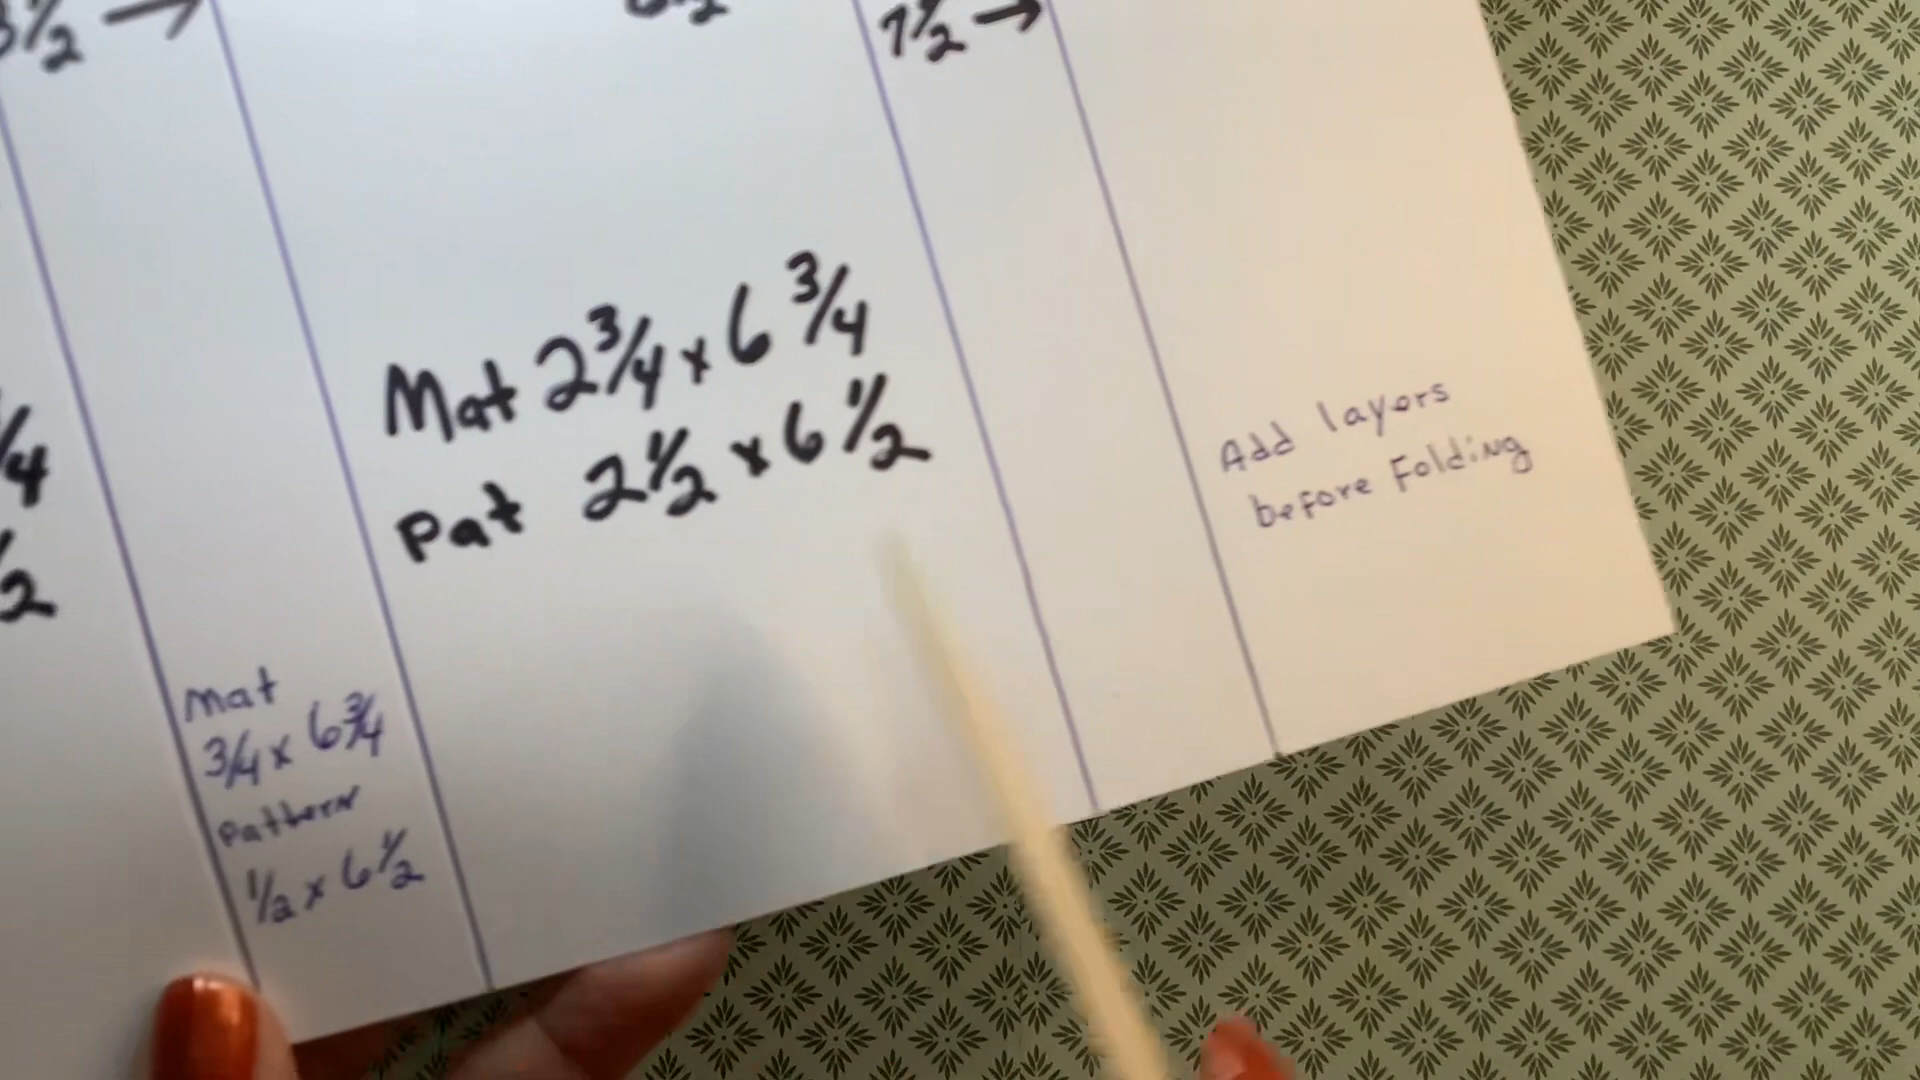 7½ →
Mat 2¾ x 6¾
Pat 2½ x 6½
Add layers
before Folding
Mat
¾ x 6¾
Pattern
½ x 6½